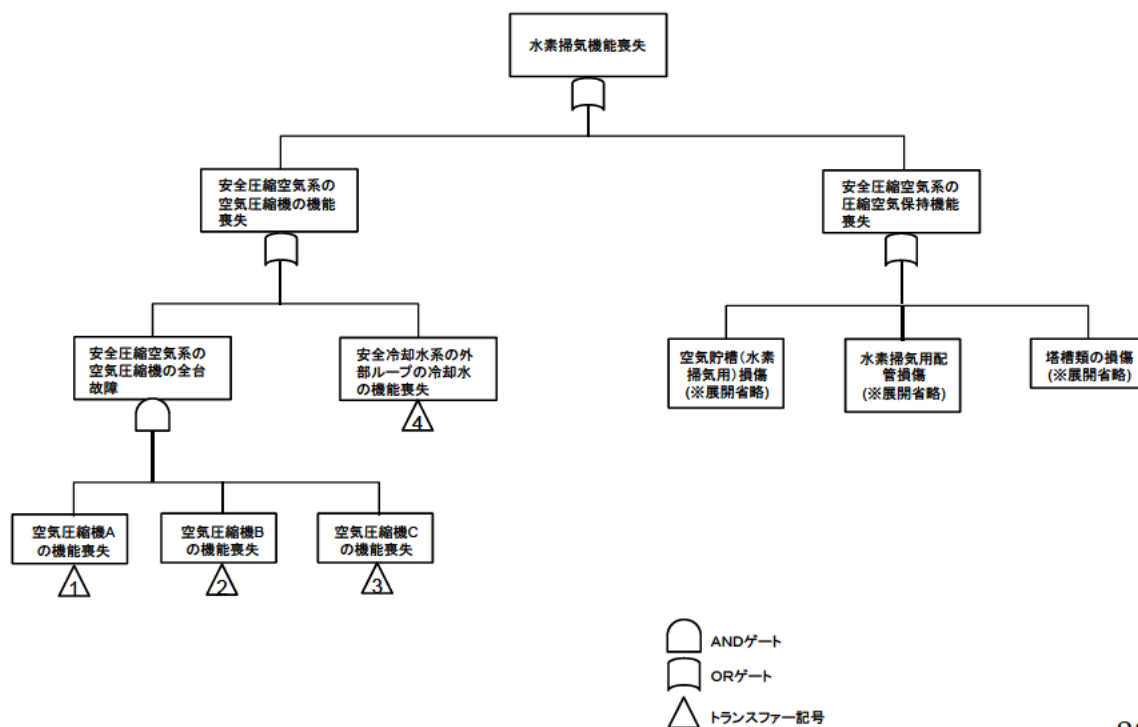 水素掃気機能喪失
安全圧縮空気系の
空気圧縮機の機能
喪失
安全圧縮空気系の
圧縮空気保持機能
喪失
安全圧縮空気系の
空気圧縮機の全台
故障
安全冷却水系の外
部ループの冷却水
の機能喪失
4
空気貯槽(水素
掃気用)損傷
(※展開省略)
水素掃気用配
管損傷
(※展開省略)
塔槽類の損傷
(※展開省略)
空気圧縮機A
の機能喪失
1
空気圧縮機B
の機能喪失
2
空気圧縮機C
の機能喪失
3
ANDゲート
ORゲート
トランスファー記号